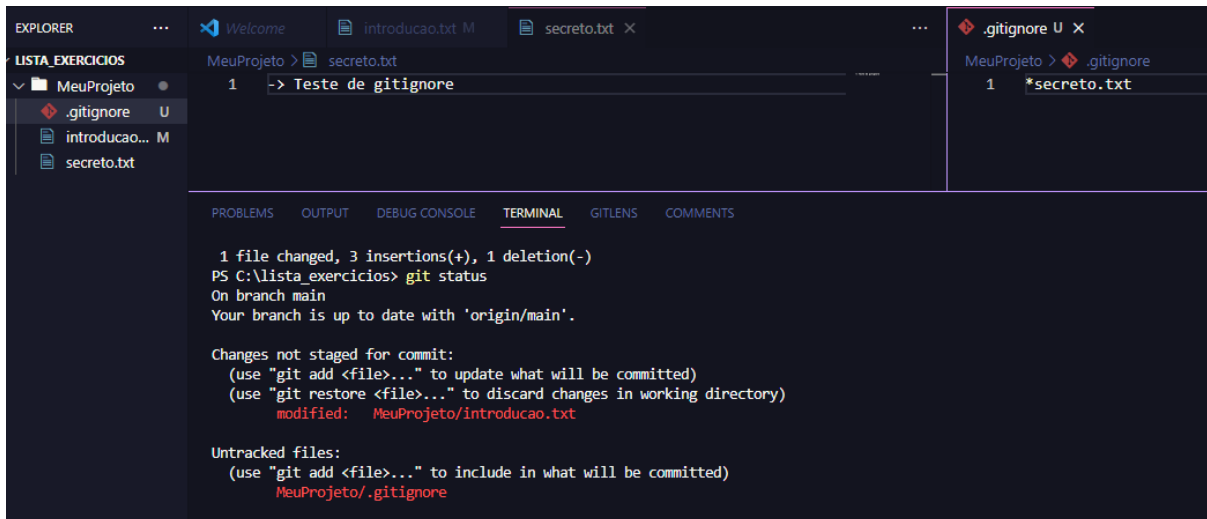 EXPLORER
...
Welcome
introducao.txt M
secreto.txt
...
.gitignore U
LISTA_EXERCICIOS
MeuProjeto > secreto.txt
MeuProjeto > .gitignore
MeuProjeto
1 -> Teste de gitignore
1 *secreto.txt
.gitignore U
introducao... M
secreto.txt
PROBLEMS OUTPUT DEBUG CONSOLE TERMINAL GITLENS COMMENTS
1 file changed, 3 insertions(+), 1 deletion(-)
PS C:\lista_exercicios> git status
On branch main
Your branch is up to date with 'origin/main'.
Changes not staged for commit:
(use "git add <file>..." to update what will be committed)
(use "git restore <file>..." to discard changes in working directory)
modified: MeuProjeto/introducao.txt
Untracked files:
(use "git add <file>..." to include in what will be committed)
MeuProjeto/.gitignore